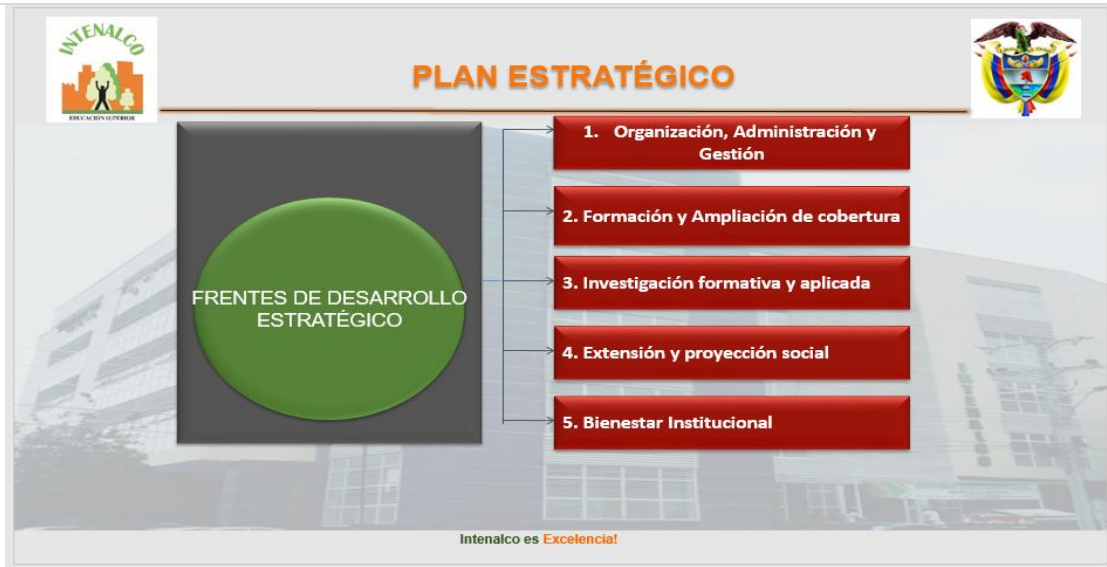 INTENALCO
EDUCACIÓN SUPERIOR
PLAN ESTRATÉGICO
FRENTES DE DESARROLLO
ESTRATÉGICO
1. Organización, Administración y
Gestión
2. Formación y Ampliación de cobertura
3. Investigación formativa y aplicada
4. Extensión y proyección social
5. Bienestar Institucional
Intenalco es Excelencia!